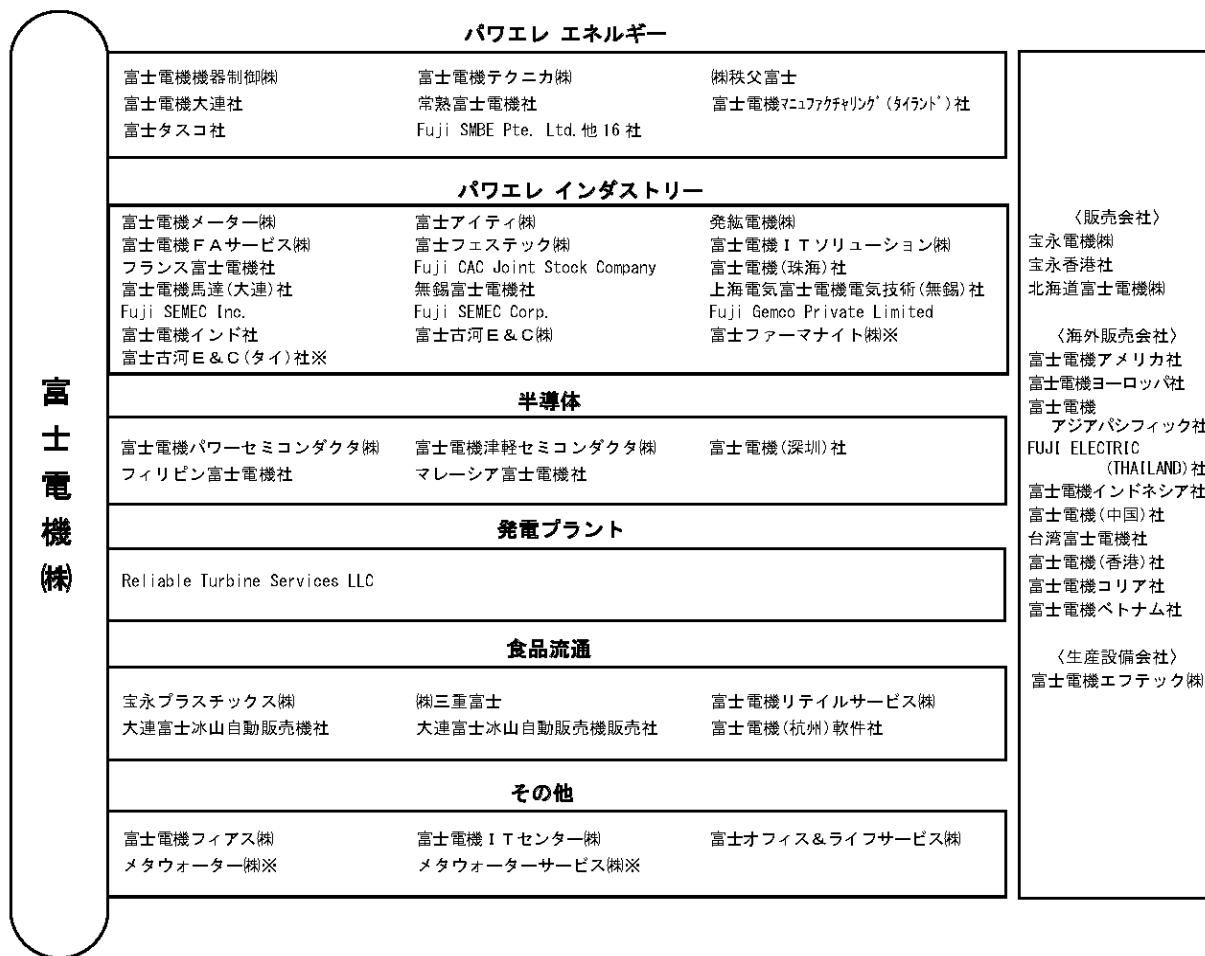 富士電機㈱
パワエレ エネルギー
富士電機機器制御㈱ 富士電機テクニカ㈱ ㈱秩父富士
富士電機大連社 常熟富士電機社 富士電機ﾏﾆｭﾌｧｸﾁｬﾘﾝｸﾞ(ﾀｲﾗﾝﾄﾞ)社
富士タスコ社 Fuji SMBE Pte. Ltd.他 16 社
パワエレ インダストリー
富士電機メーター㈱ 富士アイティ㈱ 発紘電機㈱
富士電機ＦＡサービス㈱ 富士フェステック㈱ 富士電機ＩＴソリューション㈱
フランス富士電機社 Fuji CAC Joint Stock Company 富士電機(珠海)社
富士電機馬達(大連)社 無錫富士電機社 上海電気富士電機電気技術(無錫)社
Fuji SEMEC Inc. Fuji SEMEC Corp. Fuji Gemco Private Limited
富士電機インド社 富士古河Ｅ＆Ｃ㈱ 富士ファーマナイト㈱※
富士古河Ｅ＆Ｃ(タイ)社※
半導体
富士電機パワーセミコンダクタ㈱ 富士電機津軽セミコンダクタ㈱ 富士電機(深圳)社
フィリピン富士電機社 マレーシア富士電機社
発電プラント
Reliable Turbine Services LLC
食品流通
宝永プラスチックス㈱ ㈱三重富士 富士電機リテイルサービス㈱
大連富士冰山自動販売機社 大連富士冰山自動販売機販売社 富士電機(杭州)軟件社
その他
富士電機フィアス㈱ 富士電機ＩＴセンター㈱ 富士オフィス＆ライフサービス㈱
メタウォーター㈱※ メタウォーターサービス㈱※
〈販売会社〉
宝永電機㈱
宝永香港社
北海道富士電機㈱
〈海外販売会社〉
富士電機アメリカ社
富士電機ヨーロッパ社
富士電機
アジアパシフィック社
FUJI ELECTRIC
(THAILAND)社
富士電機インドネシア社
富士電機(中国)社
台湾富士電機社
富士電機(香港)社
富士電機コリア社
富士電機ベトナム社
〈生産設備会社〉
富士電機エフテック㈱